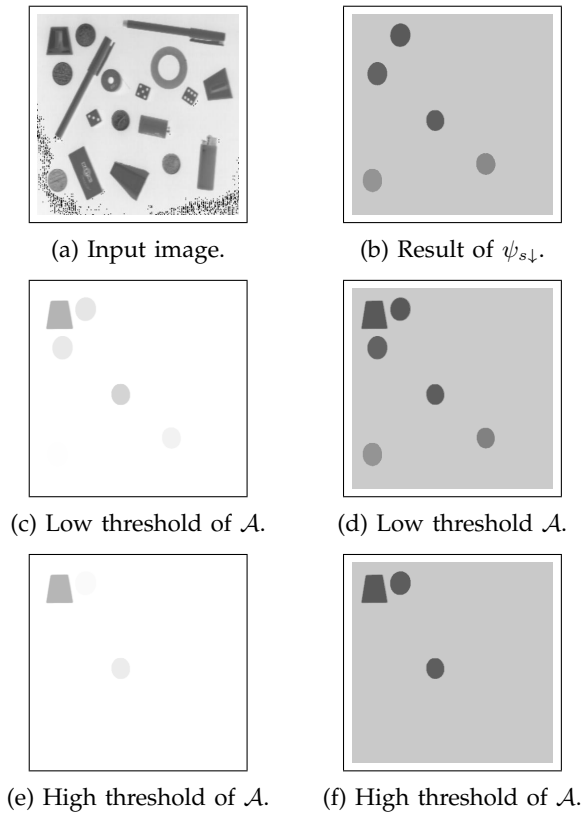 (a) Input image.
(b) Result of ψs↓.
(c) Low threshold of 𝒜.
(d) Low threshold 𝒜.
(e) High threshold of 𝒜.
(f) High threshold of 𝒜.